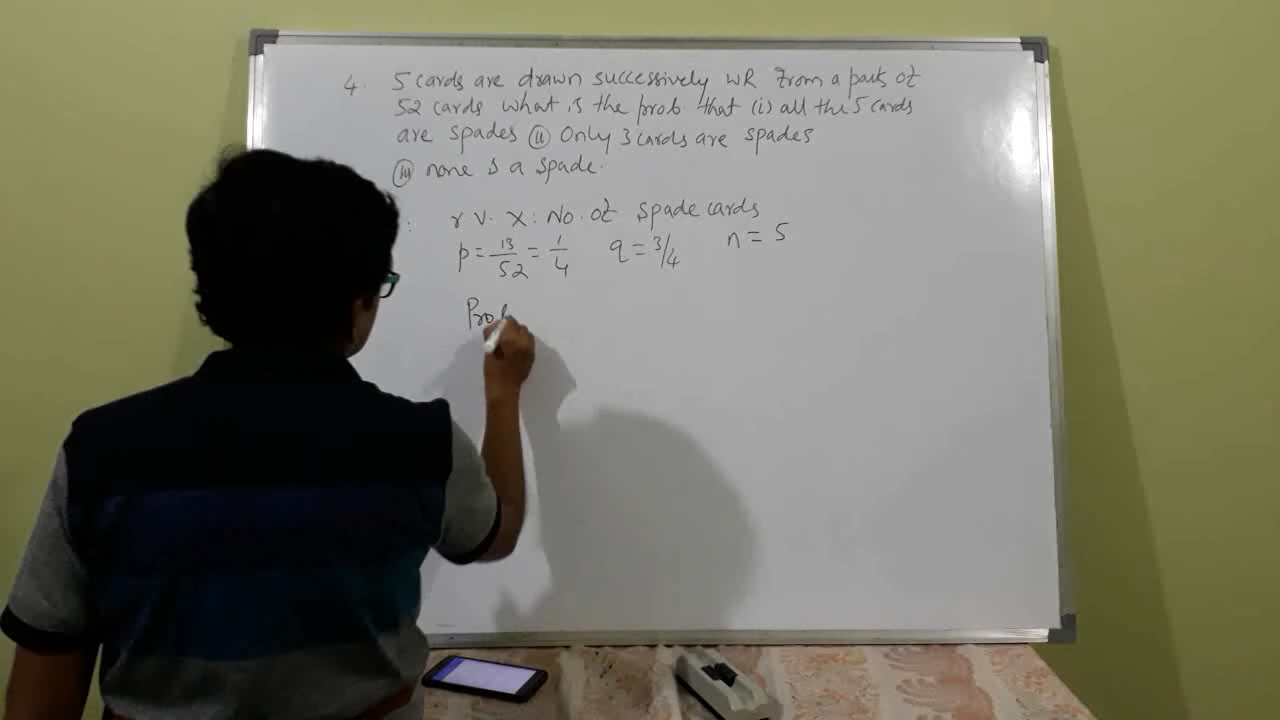 4. 5 cards are drawn successively WR from a pack of
52 cards what is the prob that (i) all the 5 cards
are spades (ii) Only 3 cards are spades
(iii) none is a spade.
: r v. X: No. of spade cards
p = 13/52 = 1/4 q = 3/4 n = 5
Prob